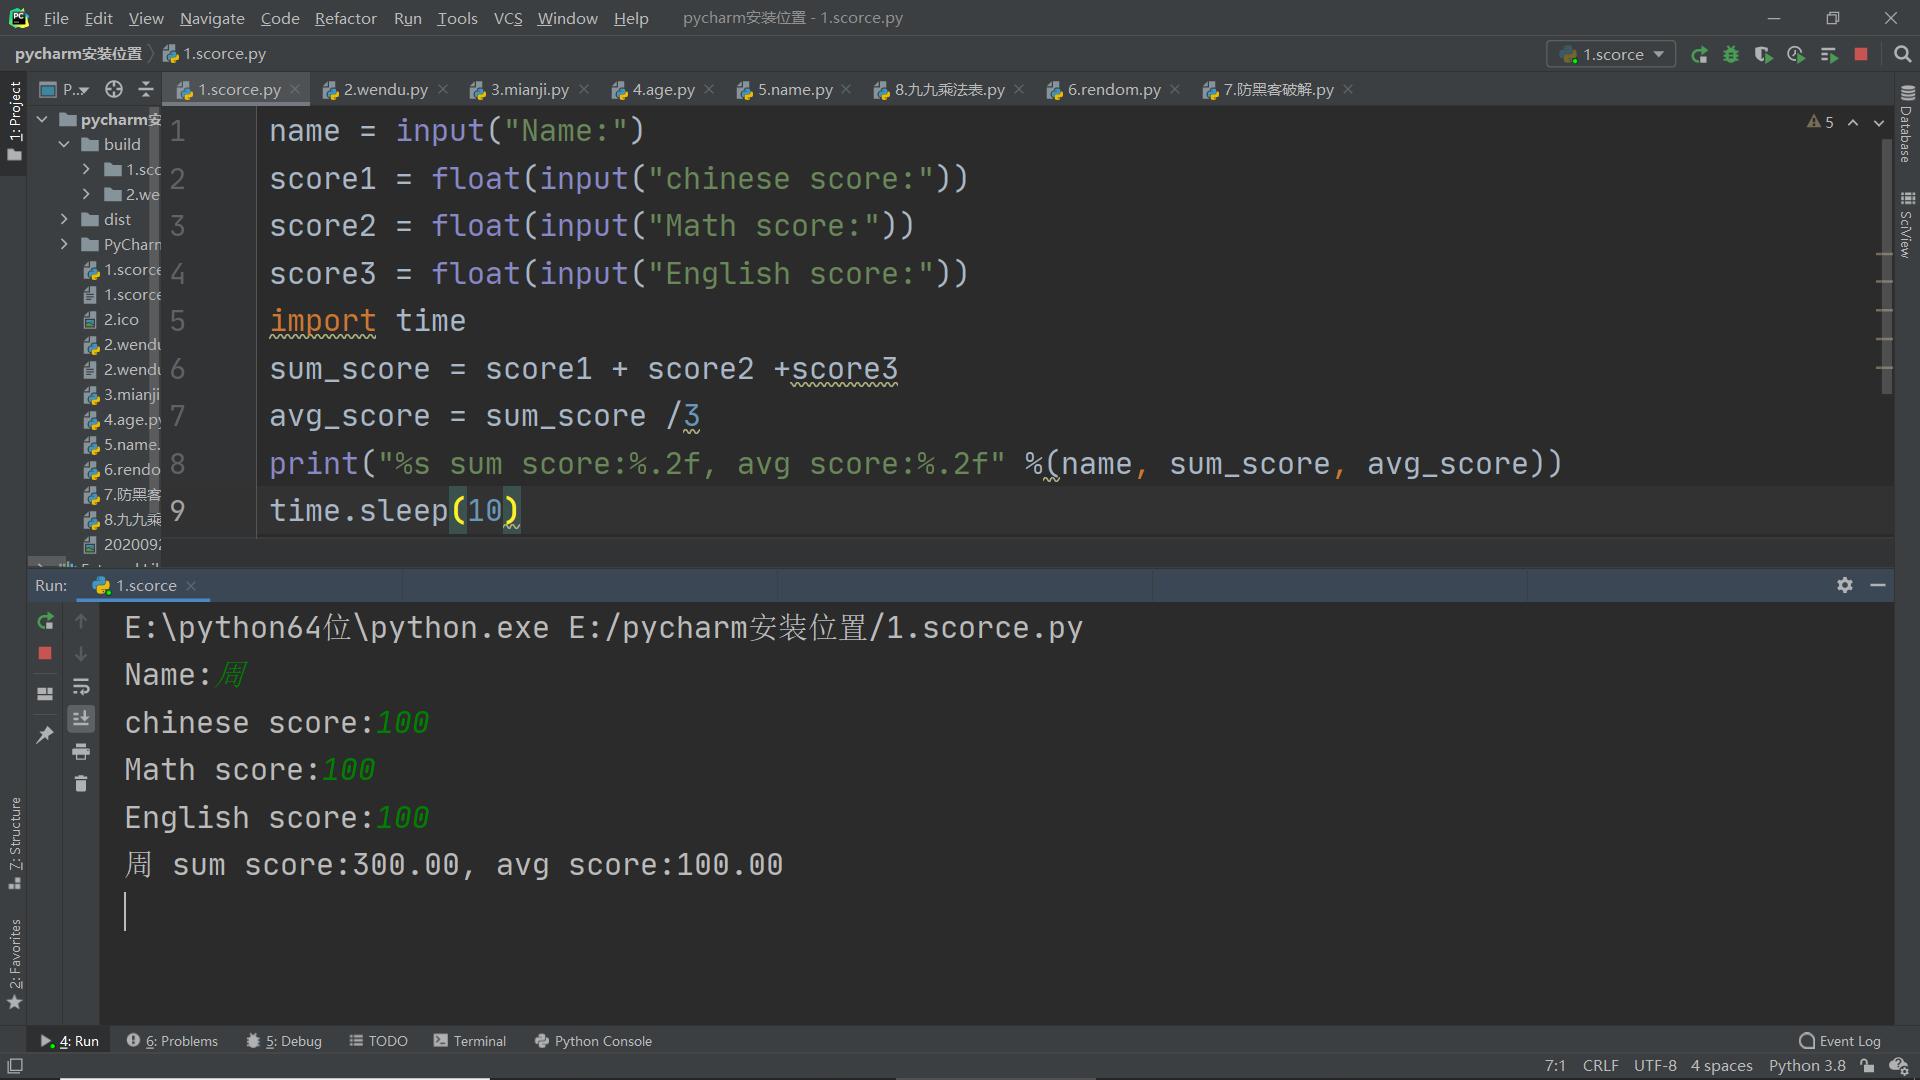 File Edit View Navigate Code Refactor Run Tools VCS Window Help pycharm安装位置 - 1.scorce.py
pycharm安装位置 1.scorce.py 1.scorce
P.. 1.scorce.py 2.wendu.py 3.mianji.py 4.age.py 5.name.py 8.九九乘法表.py 6.rendom.py 7.防黑客破解.py
1: Project
pycharm安
build
1.sco
2.we
dist
PyCharm
1.scorce
1.scorce
2.ico
2.wendu
2.wendu
3.mianji
4.age.py
5.name.
6.rendo
7.防黑客
8.九九乘
202009
1 name = input("Name:")
2 score1 = float(input("chinese score:"))
3 score2 = float(input("Math score:"))
4 score3 = float(input("English score:"))
5 import time
6 sum_score = score1 + score2 +score3
7 avg_score = sum_score /3
8 print("%s sum score:%.2f, avg score:%.2f" %(name, sum_score, avg_score))
9 time.sleep(10)
5
Database
SciView
Run: 1.scorce
E:\python64位\python.exe E:/pycharm安装位置/1.scorce.py
Name:周
chinese score:100
Math score:100
English score:100
周 sum score:300.00, avg score:100.00
7: Structure
2: Favorites
4: Run 6: Problems 5: Debug TODO Terminal Python Console Event Log
7:1 CRLF UTF-8 4 spaces Python 3.8